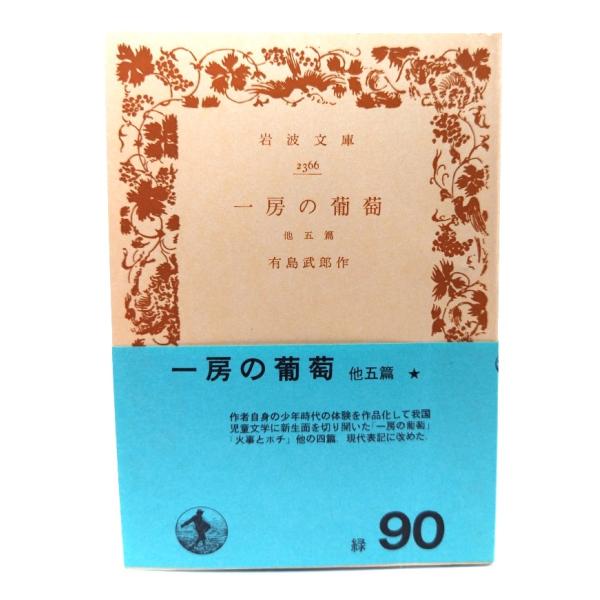 岩波文庫
2366
一房の葡萄
他五篇
有島武郎作
一房の葡萄 他五篇 ★
作者自身の少年時代の体験を作品化して我国
児童文学に新生面を切り開いた「一房の葡萄」
「火事とポチ」他の四篇. 現代表記に改めた.
緑 90